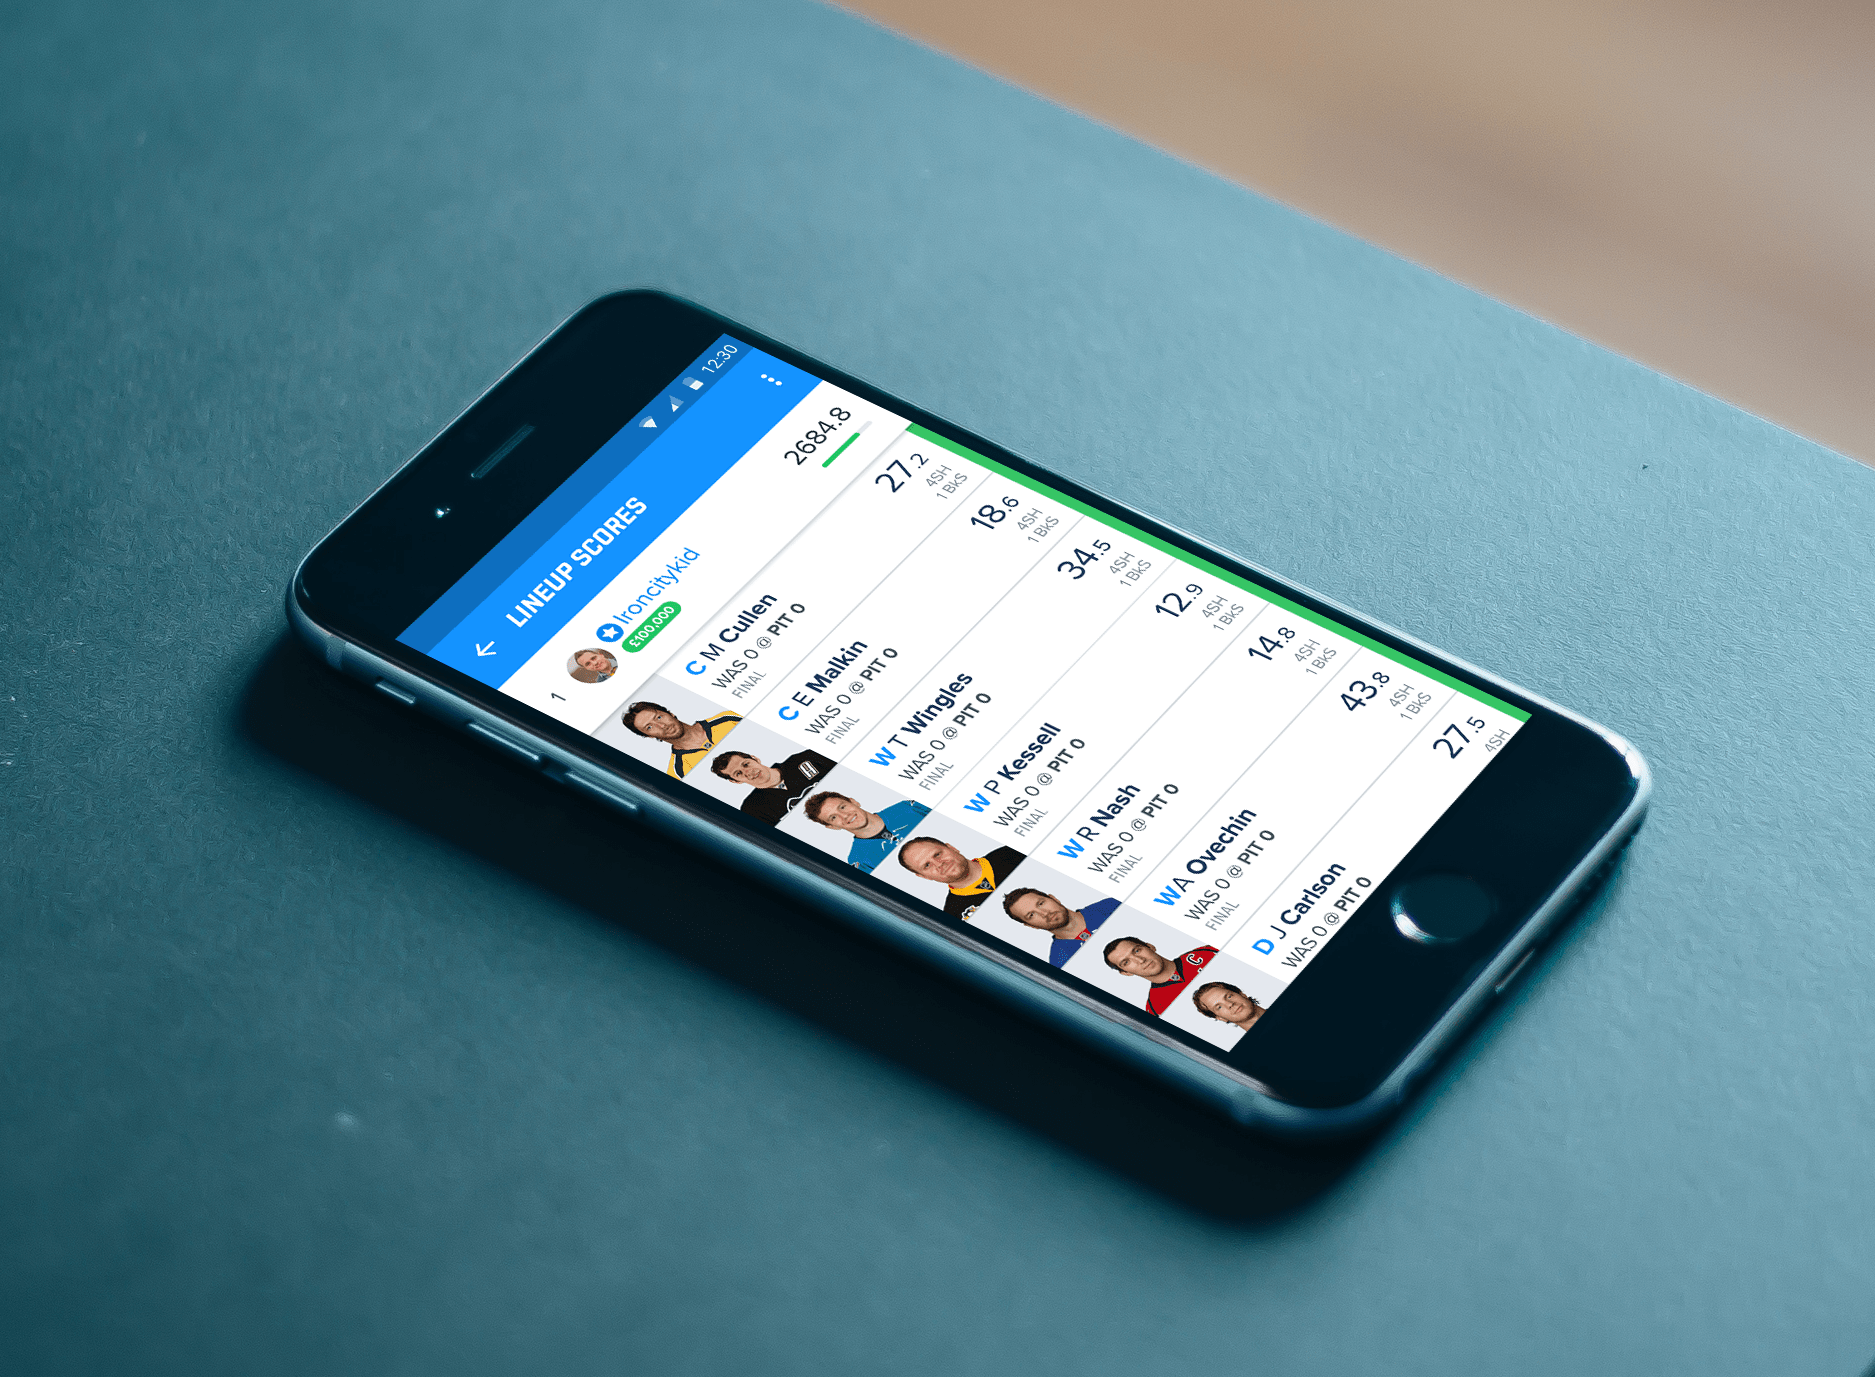 12:30
LINEUP SCORES
1
Ironcitykid
£100,000
2684.8
C M Cullen
WAS 0 @ PIT 0
FINAL
27.2
4SH
1 BkS
C E Malkin
WAS 0 @ PIT 0
FINAL
18.6
4SH
1 BkS
W T Wingles
WAS 0 @ PIT 0
FINAL
34.5
4SH
1 BkS
W P Kessell
WAS 0 @ PIT 0
FINAL
12.9
4SH
1 BkS
W R Nash
WAS 0 @ PIT 0
FINAL
14.8
4SH
1 BkS
W A Ovechin
WAS 0 @ PIT 0
FINAL
43.8
4SH
1 BkS
C
D J Carlson
WAS 0 @ PIT 0
27.5
4SH